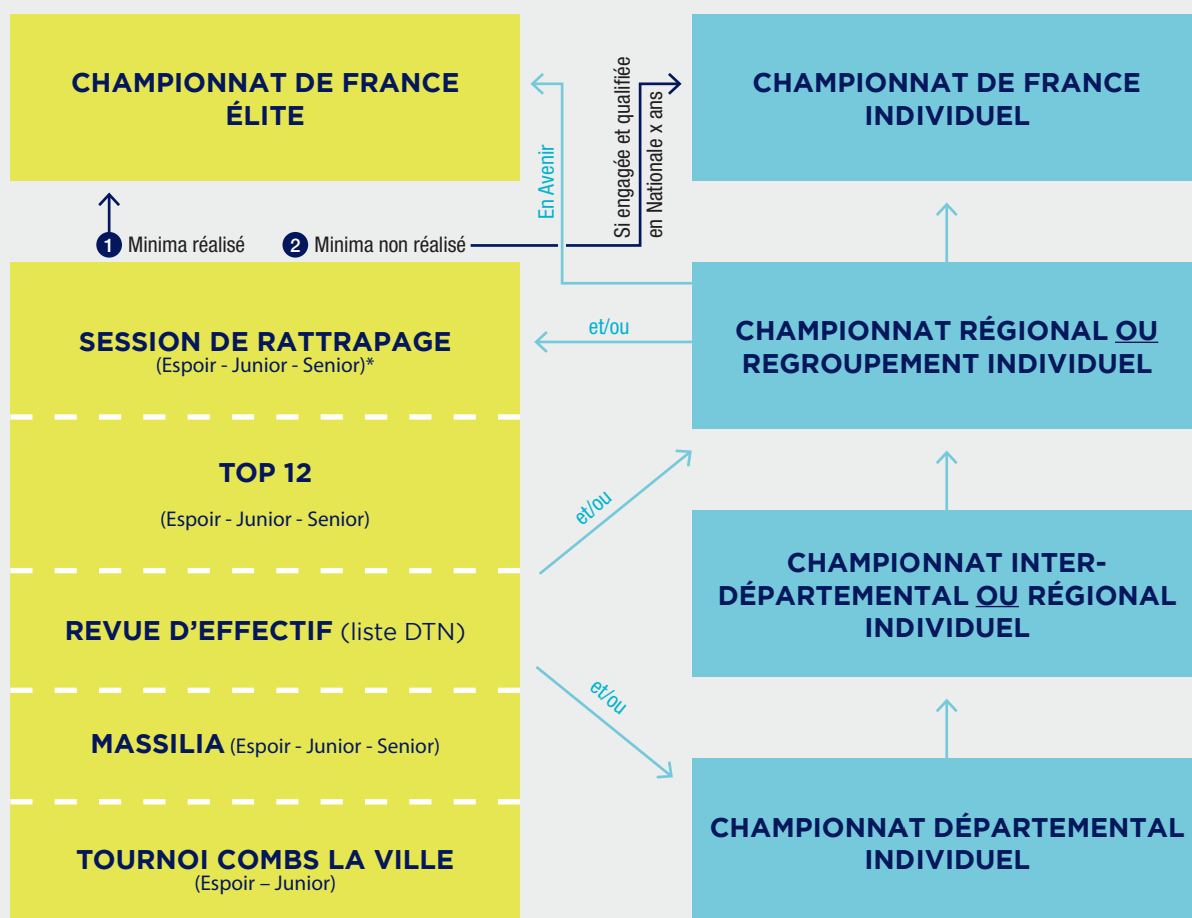 CHAMPIONNAT DE FRANCE
ÉLITE
1 Minima réalisé
2 Minima non réalisé
En Avenir
Si engagée et qualifiée
en Nationale x ans
CHAMPIONNAT DE FRANCE
INDIVIDUEL
SESSION DE RATTRAPAGE
(Espoir - Junior - Senior)*
et/ou
CHAMPIONNAT RÉGIONAL OU
REGROUPEMENT INDIVIDUEL
TOP 12
(Espoir - Junior - Senior)
et/ou
CHAMPIONNAT INTER-
DÉPARTEMENTAL OU RÉGIONAL
INDIVIDUEL
REVUE D’EFFECTIF (liste DTN)
et/ou
MASSILIA (Espoir - Junior - Senior)
CHAMPIONNAT DÉPARTEMENTAL
INDIVIDUEL
TOURNOI COMBS LA VILLE
(Espoir – Junior)